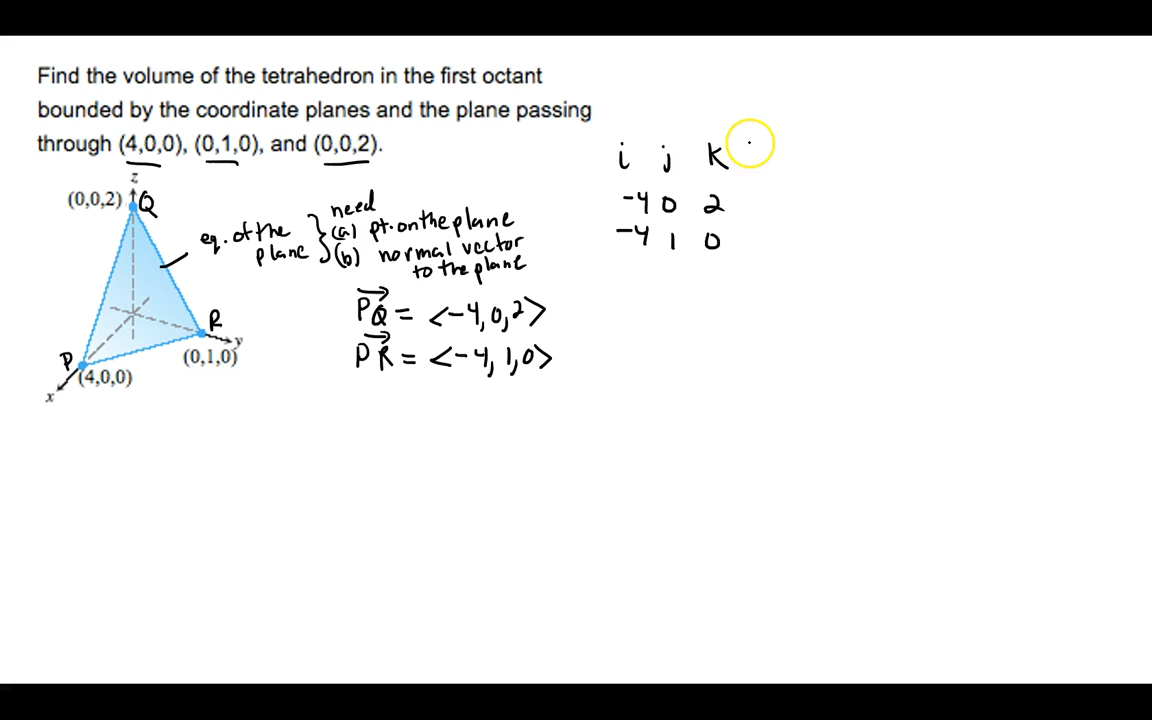 Find the volume of the tetrahedron in the first octant
bounded by the coordinate planes and the plane passing
through (4,0,0), (0,1,0), and (0,0,2).
z
(0,0,2) Q
eq. of the plane
need
(a) pt. on the plane
(b) normal vector to the plane
R
y
(0,1,0)
P
(4,0,0)
x
PQ = <-4, 0, 2>
PR = <-4, 1, 0>
i j k
-4 0 2
-4 1 0